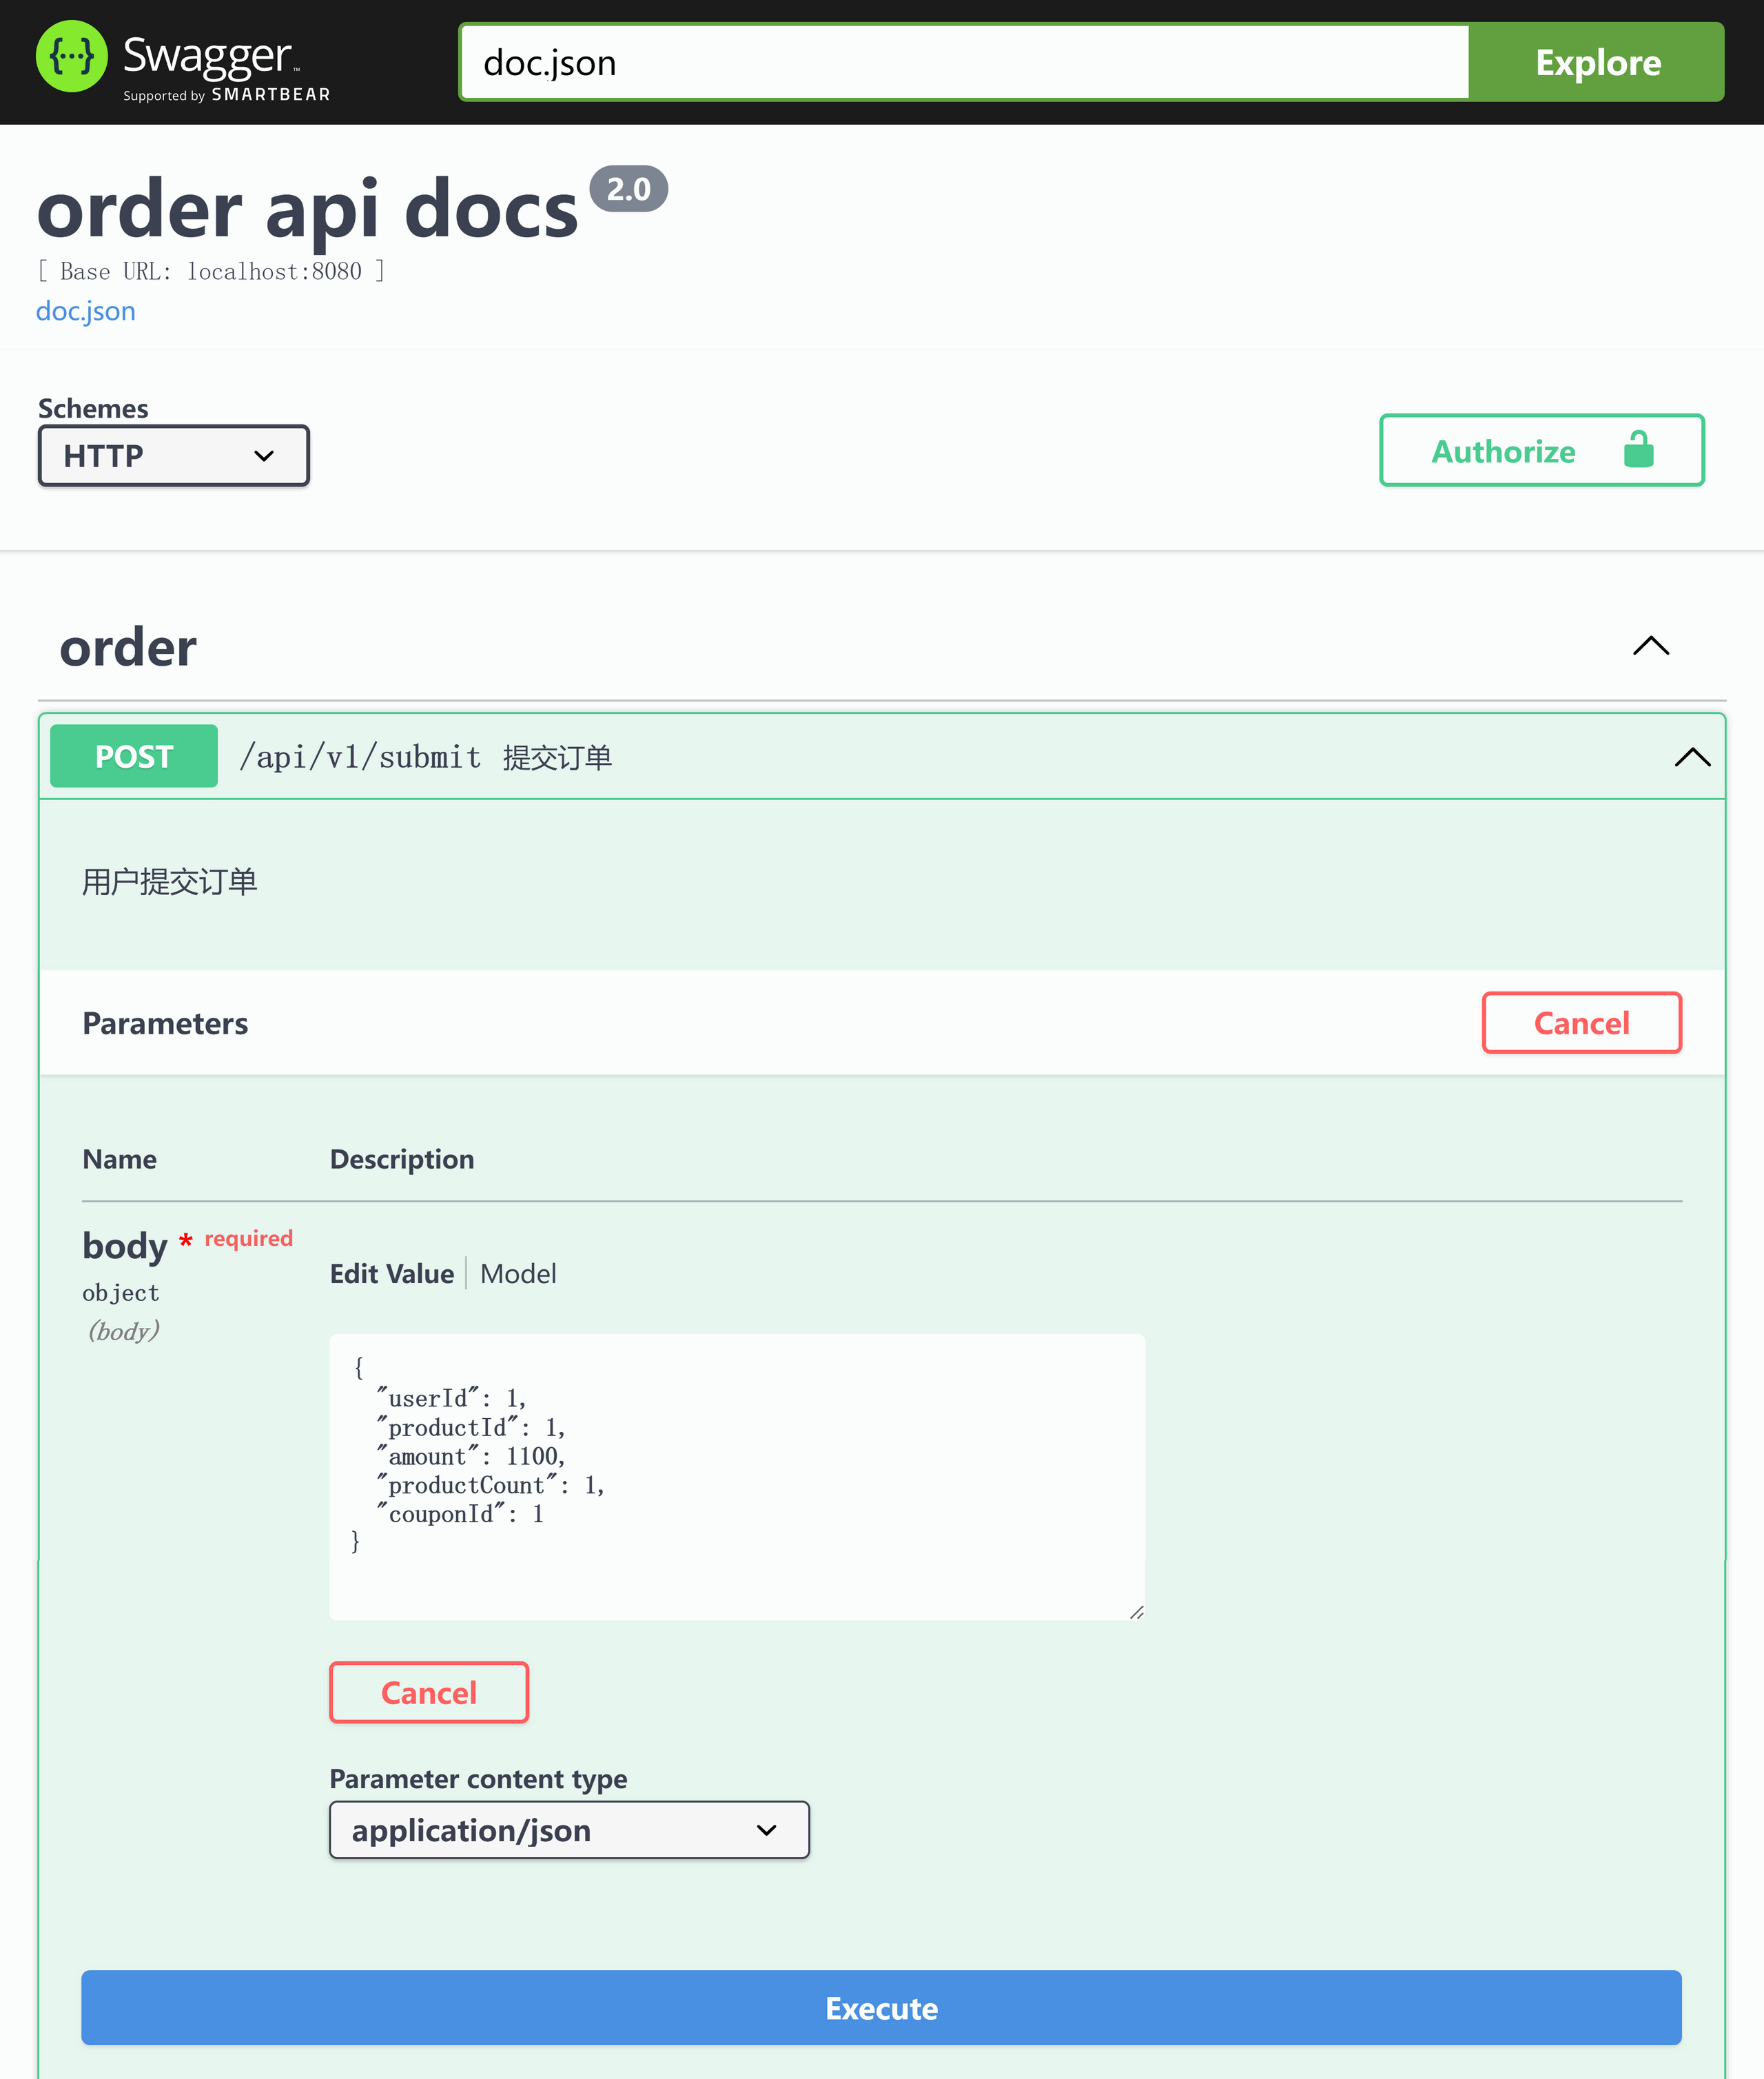 {···} Swagger™
Supported by SMARTBEAR
doc.json
Explore
order api docs 2.0
[ Base URL: localhost:8080 ]
doc.json
Schemes
HTTP
Authorize
order
POST /api/v1/submit 提交订单
用户提交订单
Parameters
Cancel
Name Description
body * required
object
(body)
Edit Value | Model
{
  "userId": 1,
  "productId": 1,
  "amount": 1100,
  "productCount": 1,
  "couponId": 1
}
Cancel
Parameter content type
application/json
Execute